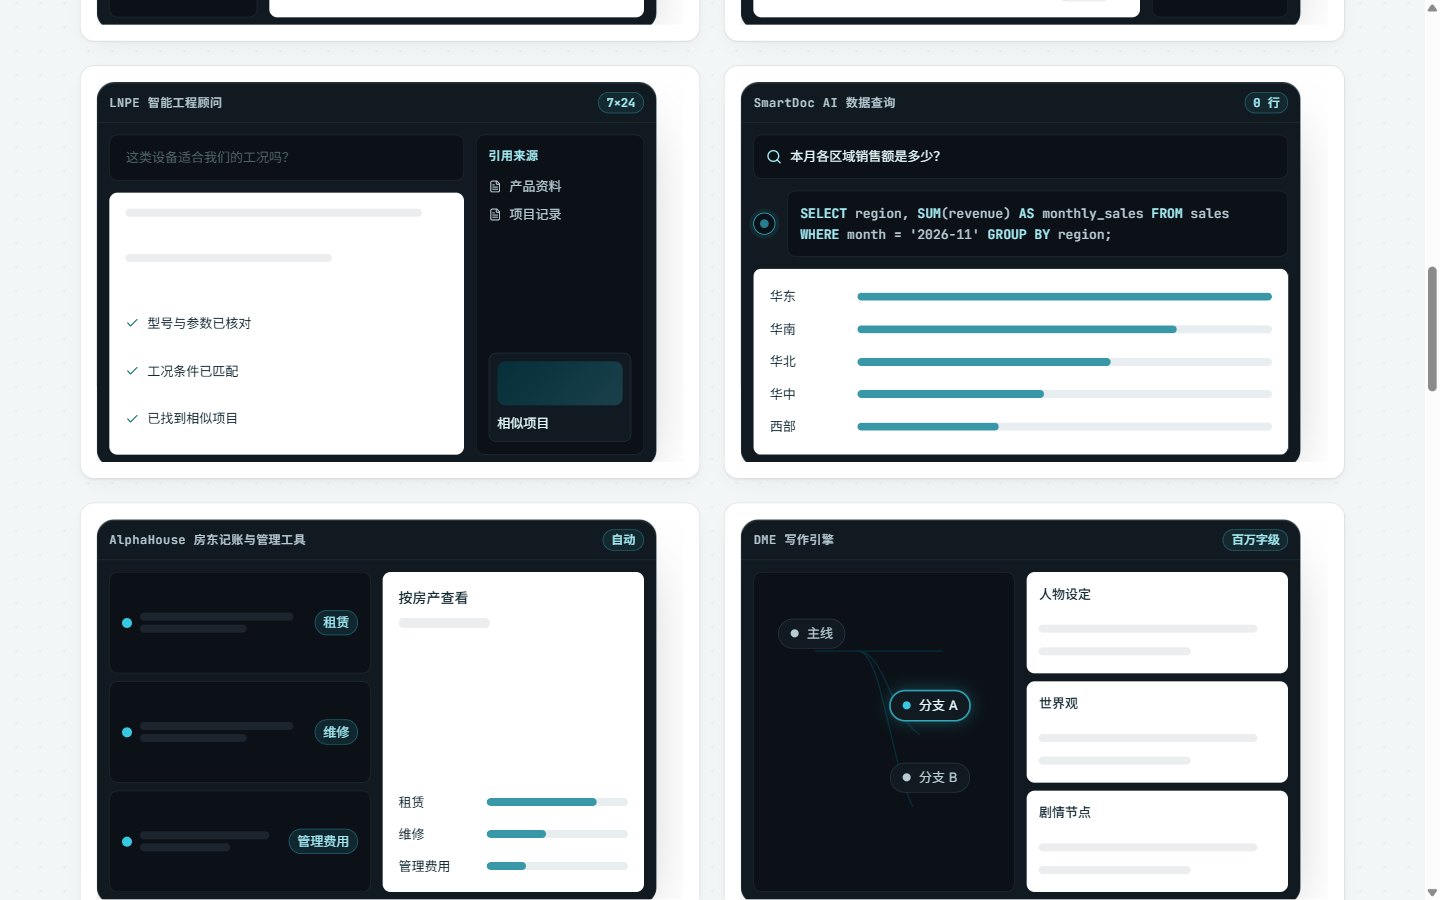 LNPE 智能工程顾问
7×24
这类设备适合我们的工况吗？
型号与参数已核对
工况条件已匹配
已找到相似项目
引用来源
产品资料
项目记录
相似项目
SmartDoc AI 数据查询
0 行
本月各区域销售额是多少？
SELECT region, SUM(revenue) AS monthly_sales FROM sales
WHERE month = '2026-11' GROUP BY region;
华东
华南
华北
华中
西部
AlphaHouse 房东记账与管理工具
自动
租赁
维修
管理费用
按房产查看
租赁
维修
管理费用
DME 写作引擎
百万字级
主线
分支 A
分支 B
人物设定
世界观
剧情节点